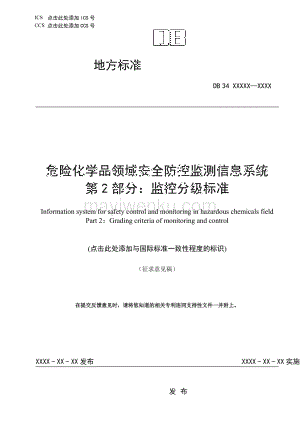 ICS 点击此处添加 ICS 号
CCS 点击此处添加 CCS 号
DB
地方标准
DB 34 XXXXX—XXXX
危险化学品领域安全防控监测信息系统
第 2 部分：监控分级标准
Information system for safety control and monitoring in hazardous chemicals field
Part 2：Grading criteria of monitoring and control
www.mayiwenku.com
(点击此处添加与国际标准一致性程度的标识)
（征求意见稿）
在提交反馈意见时，请将您知道的相关专利连同支持性文件一并附上。
XXXX-XX-XX 发布
XXXX-XX-XX 实施
发 布